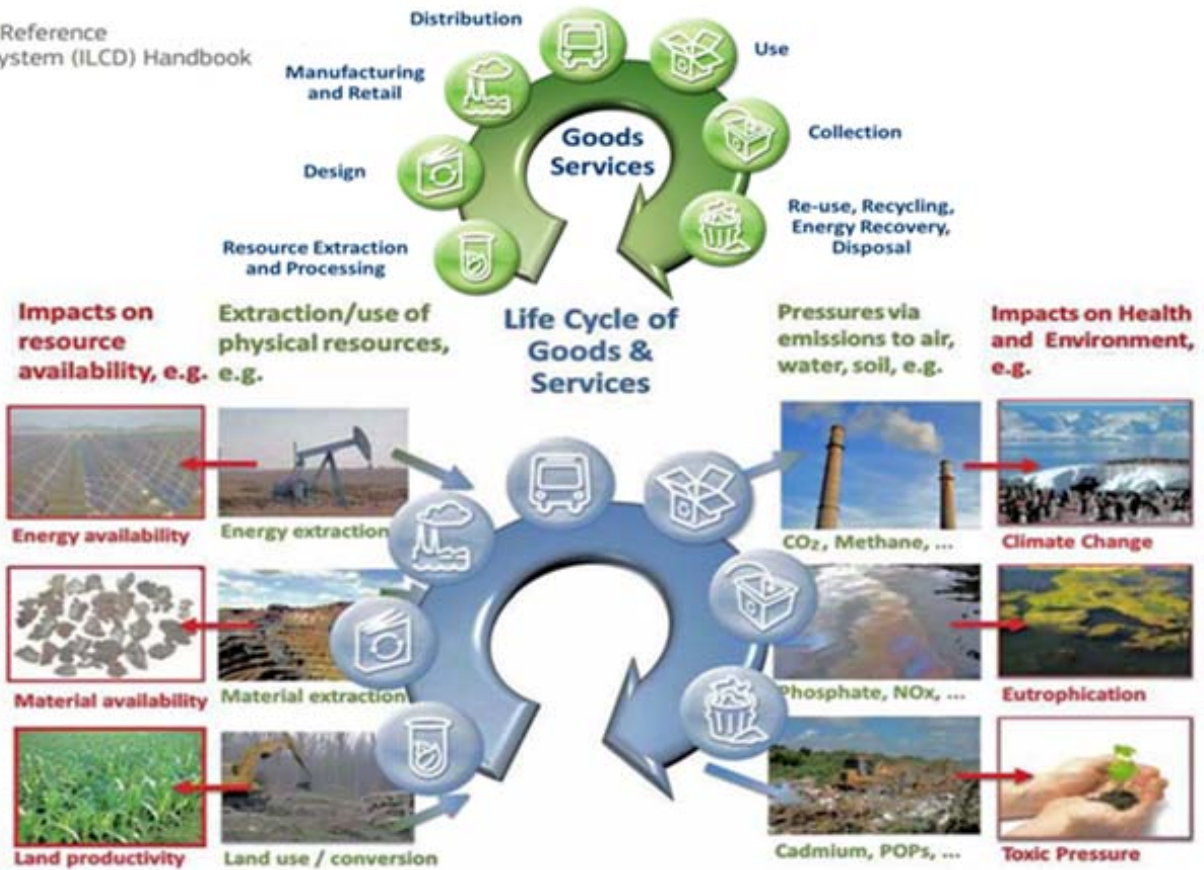 Reference
ystem (ILCD) Handbook
Distribution
Use
Manufacturing
and Retail
Goods
Services
Collection
Design
Re-use, Recycling,
Energy Recovery,
Disposal
Resource Extraction
and Processing
Impacts on
resource
availability, e.g.
Extraction/use of
physical resources,
e.g.
Life Cycle of
Goods &
Services
Pressures via
emissions to air,
water, soil, e.g.
Impacts on Health
and Environment,
e.g.
Energy availability
Energy extraction
CO₂, Methane, ...
Climate Change
Material availability
Material extraction
Phosphate, NOx, ...
Eutrophication
Land productivity
Land use / conversion
Cadmium, POPs, ...
Toxic Pressure